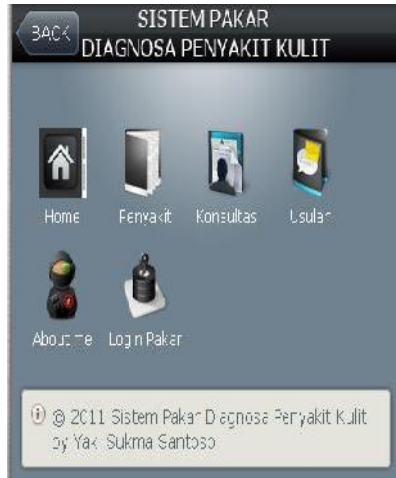 BACK
SISTEM PAKAR
DIAGNOSA PENYAKIT KULIT
Home Penyakit Konsultas Usulan
About me Login Pakar
© 2011 Sistem Pakar Diagnosa Penyakit Kulit
by Yaki Sukma Santoso